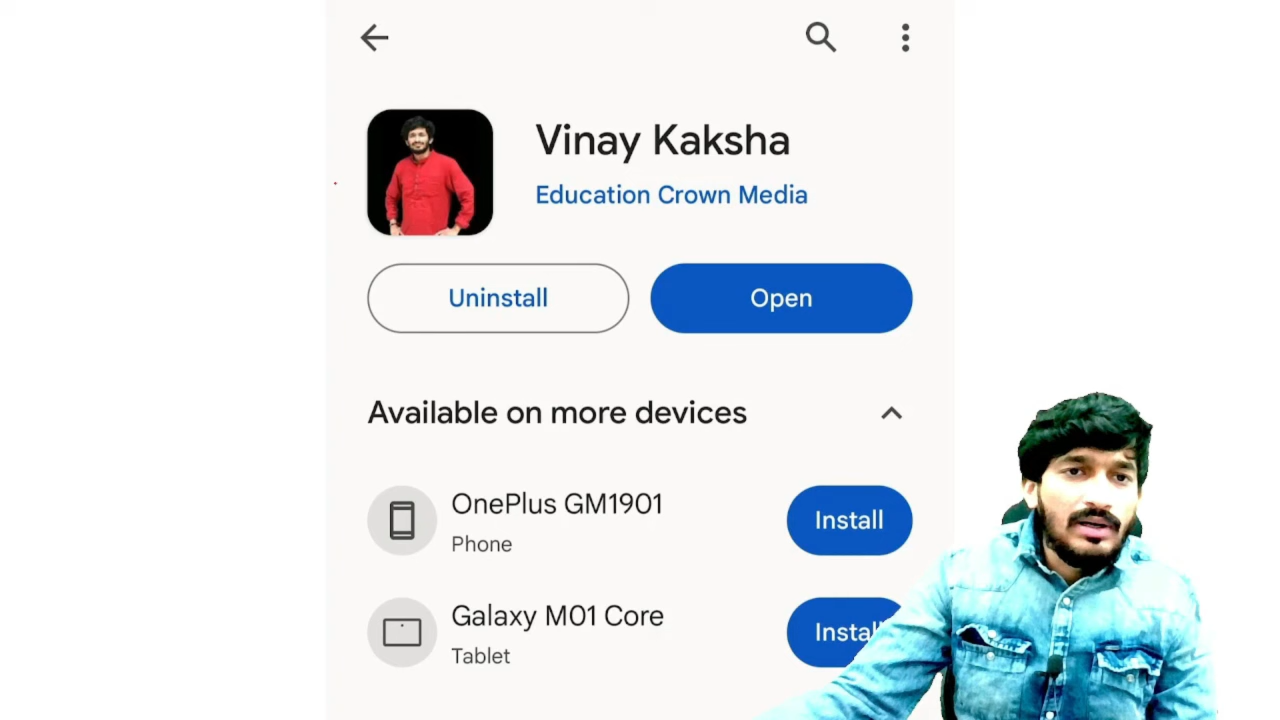 Vinay Kaksha
Education Crown Media
Uninstall
Open
Available on more devices
OnePlus GM1901
Phone
Install
Galaxy M01 Core
Tablet
Install